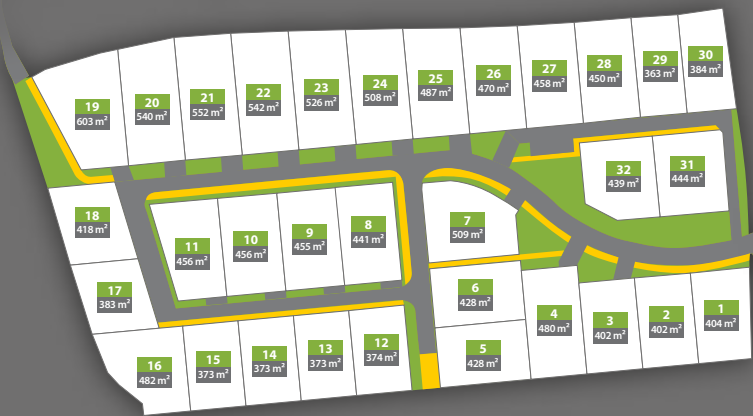 19
603 m²
20
540 m²
21
552 m²
22
542 m²
23
526 m²
24
508 m²
25
487 m²
26
470 m²
27
458 m²
28
450 m²
29
363 m²
30
384 m²
32
439 m²
31
444 m²
18
418 m²
11
456 m²
10
456 m²
9
455 m²
8
441 m²
7
509 m²
17
383 m²
6
428 m²
4
480 m²
3
402 m²
2
402 m²
1
404 m²
16
482 m²
15
373 m²
14
373 m²
13
373 m²
12
374 m²
5
428 m²